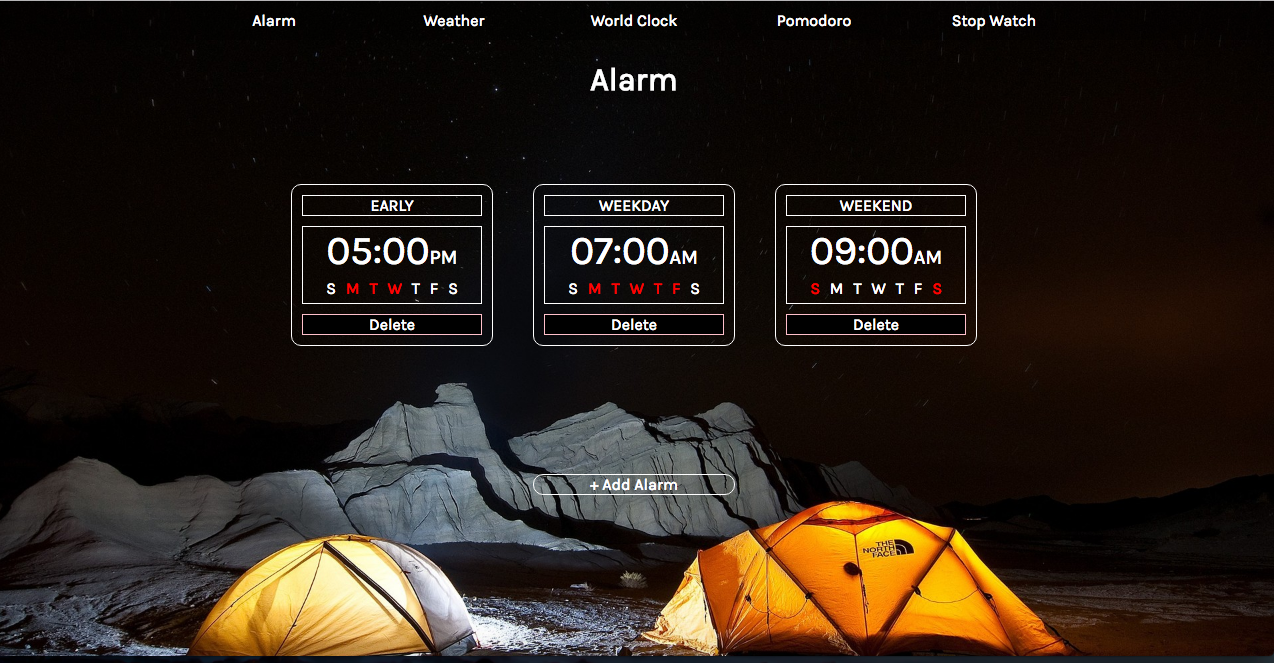 Alarm Weather World Clock Pomodoro Stop Watch
Alarm
EARLY
05:00PM
S M T W T F S
Delete
WEEKDAY
07:00AM
S M T W T F S
Delete
WEEKEND
09:00AM
S M T W T F S
Delete
+ Add Alarm
THE
NORTH
FACE